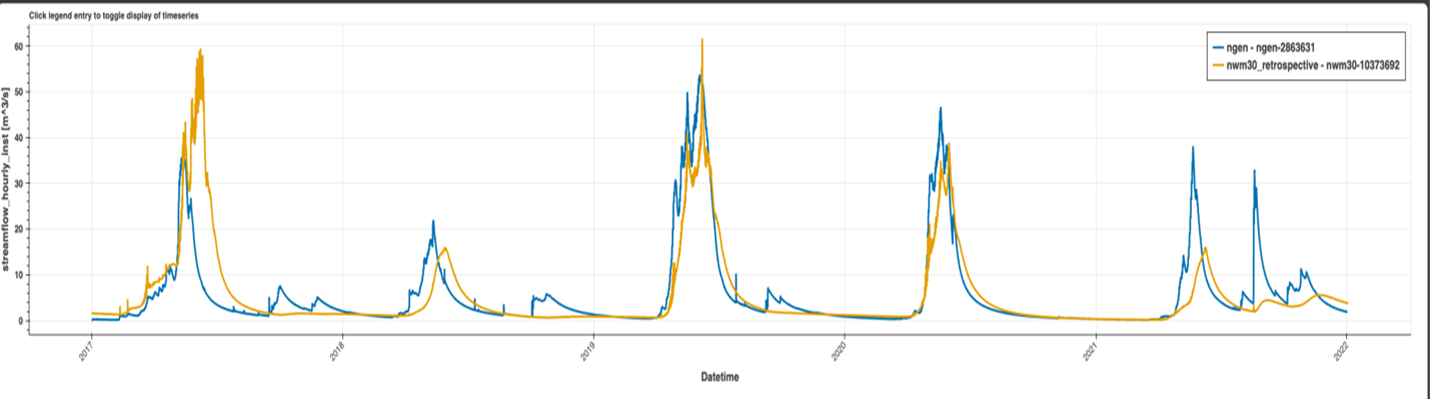 Click legend entry to toggle display of timeseries
streamflow_hourly_inst [m^3/s]
60
50
40
30
20
10
0
ngen - ngen-2863631
nwm30_retrospective - nwm30-10373692
2017
2018
2019
2020
2021
2022
Datetime